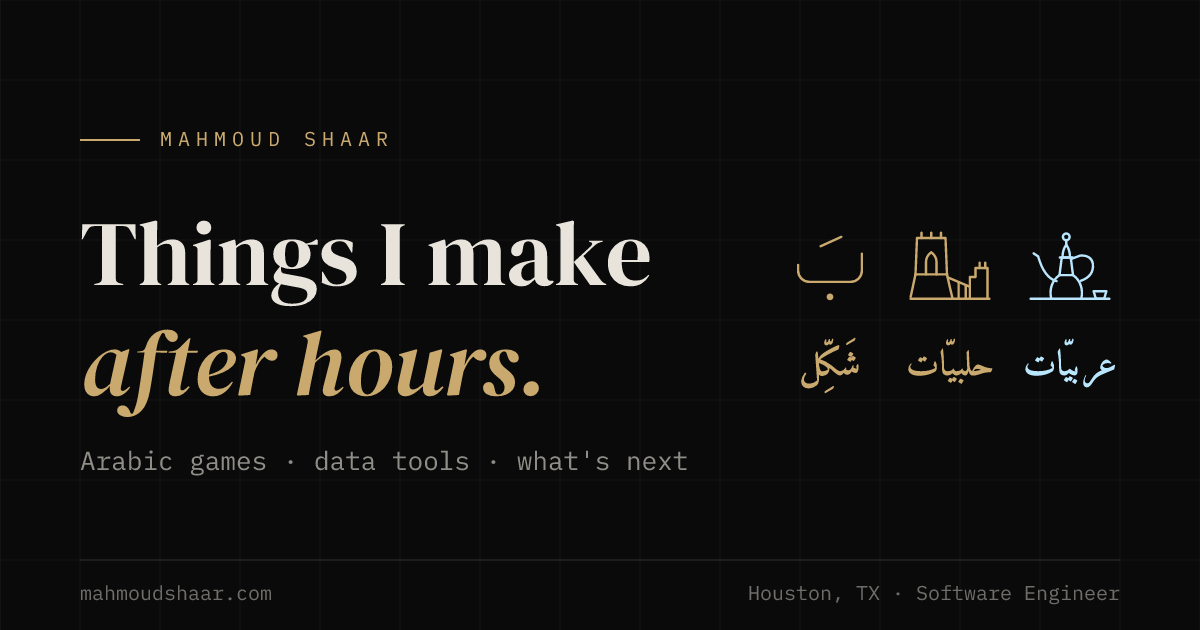 MAHMOUD SHAAR
Things I make
after hours.
Arabic games · data tools · what's next
بَ
شَكِّل
حلبيّات
عربيّات
mahmoudshaar.com
Houston, TX · Software Engineer